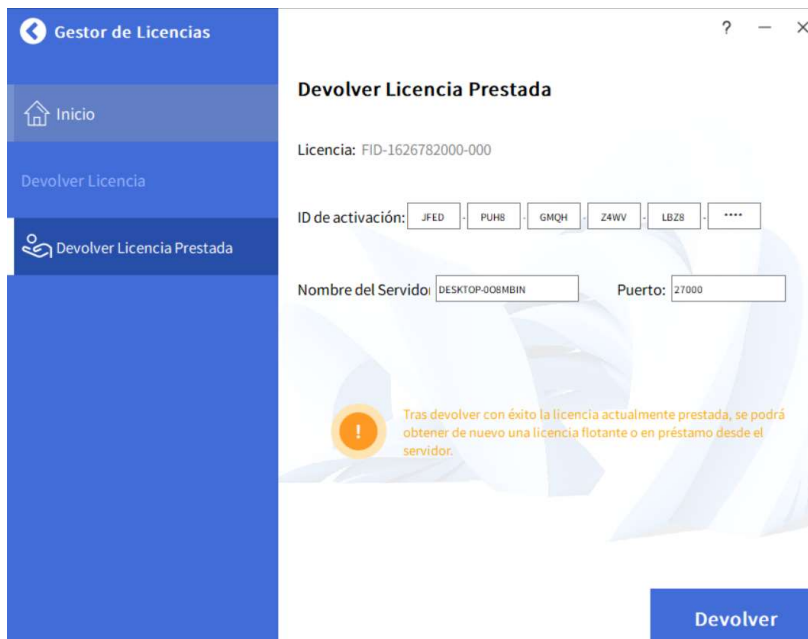 Gestor de Licencias
?
Inicio
Devolver Licencia
Devolver Licencia Prestada
Devolver Licencia Prestada
Licencia: FID-1626782000-000
ID de activación: JFED - PUH8 - GMQH - Z4WV - LBZ8 - ****
Nombre del Servido DESKTOP-0O8MBIN Puerto: 27000
!
Tras devolver con éxito la licencia actualmente prestada, se podrá
obtener de nuevo una licencia flotante o en préstamo desde el
servidor.
Devolver